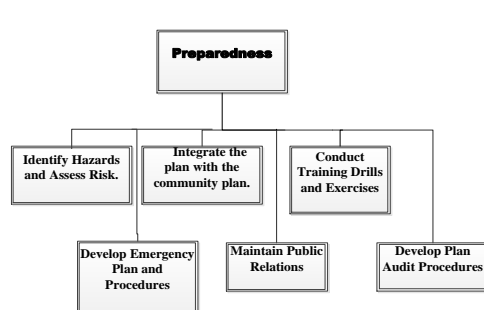 Preparedness
Identify Hazards
and Assess Risk.
Integrate the
plan with the
community plan.
Conduct
Training Drills
and Exercises
Develop Emergency
Plan and
Procedures
Maintain Public
Relations
Develop Plan
Audit Procedures